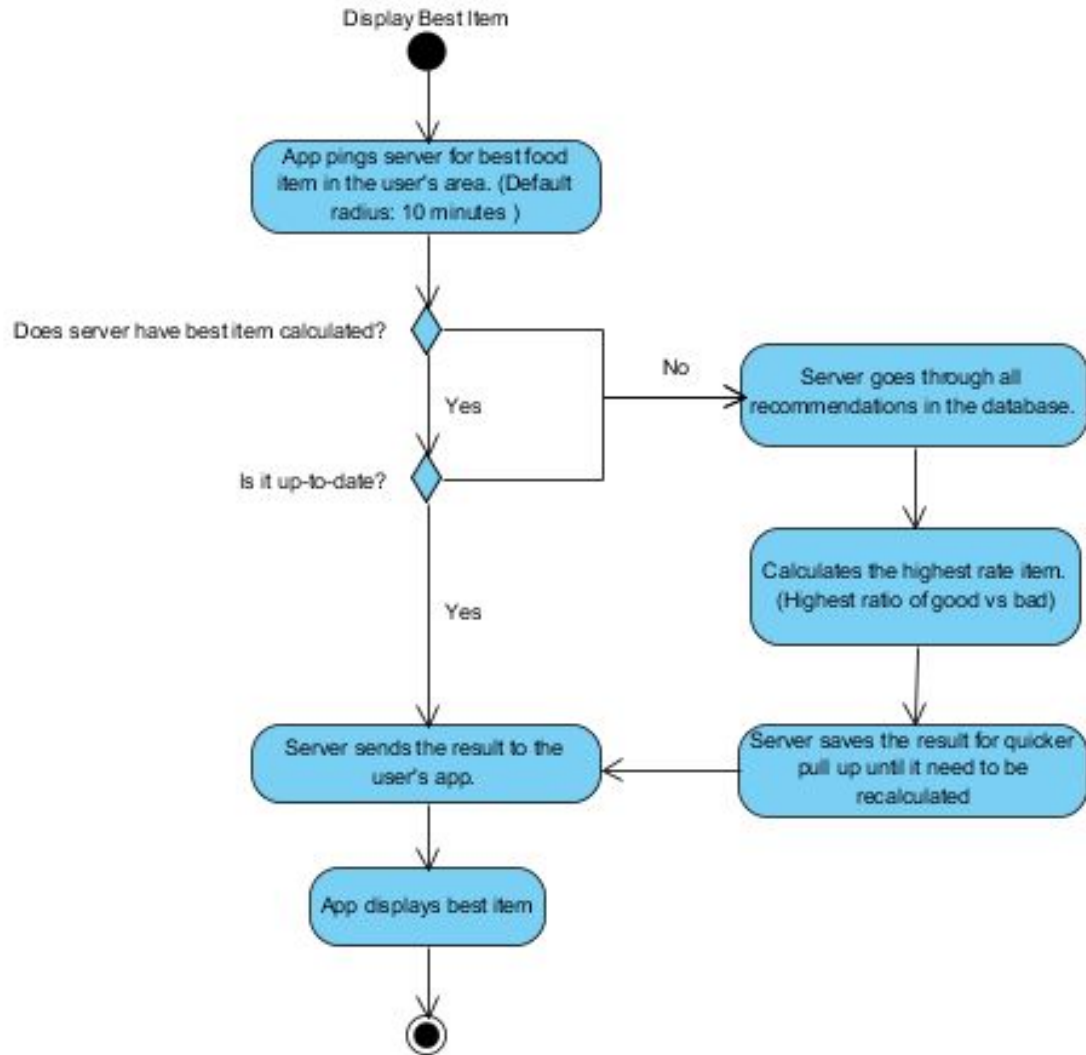 Display Best Item
App pings server for best food
item in the user's area. (Default
radius: 10 minutes )
Does server have best item calculated?
No
Server goes through all
recommendations in the database.
Yes
Is it up-to-date?
Calculates the highest rate item.
(Highest ratio of good vs bad)
Yes
Server sends the result to the
user's app.
Server saves the result for quicker
pull up until it need to be
recalculated
App displays best item